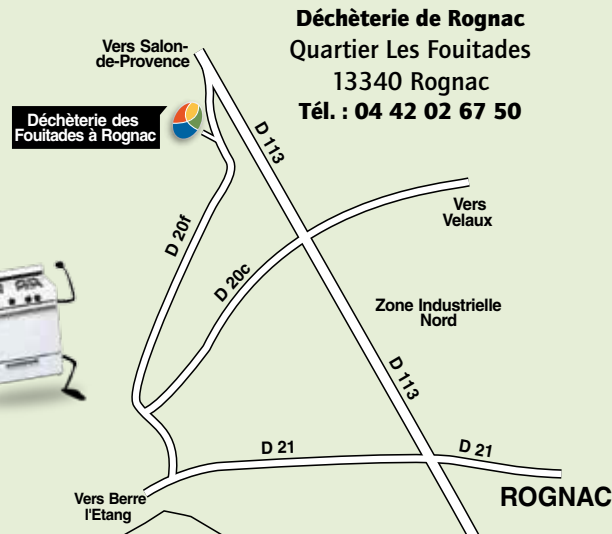 Déchèterie de Rognac
Quartier Les Fouitades
13340 Rognac
Tél. : 04 42 02 67 50
Vers Salon-
de-Provence
Déchèterie des
Fouitades à Rognac
D 113
D 20f
Vers
Velaux
D 20c
Zone Industrielle
Nord
D 113
D 21
D 21
ROGNAC
Vers Berre
l'Etang